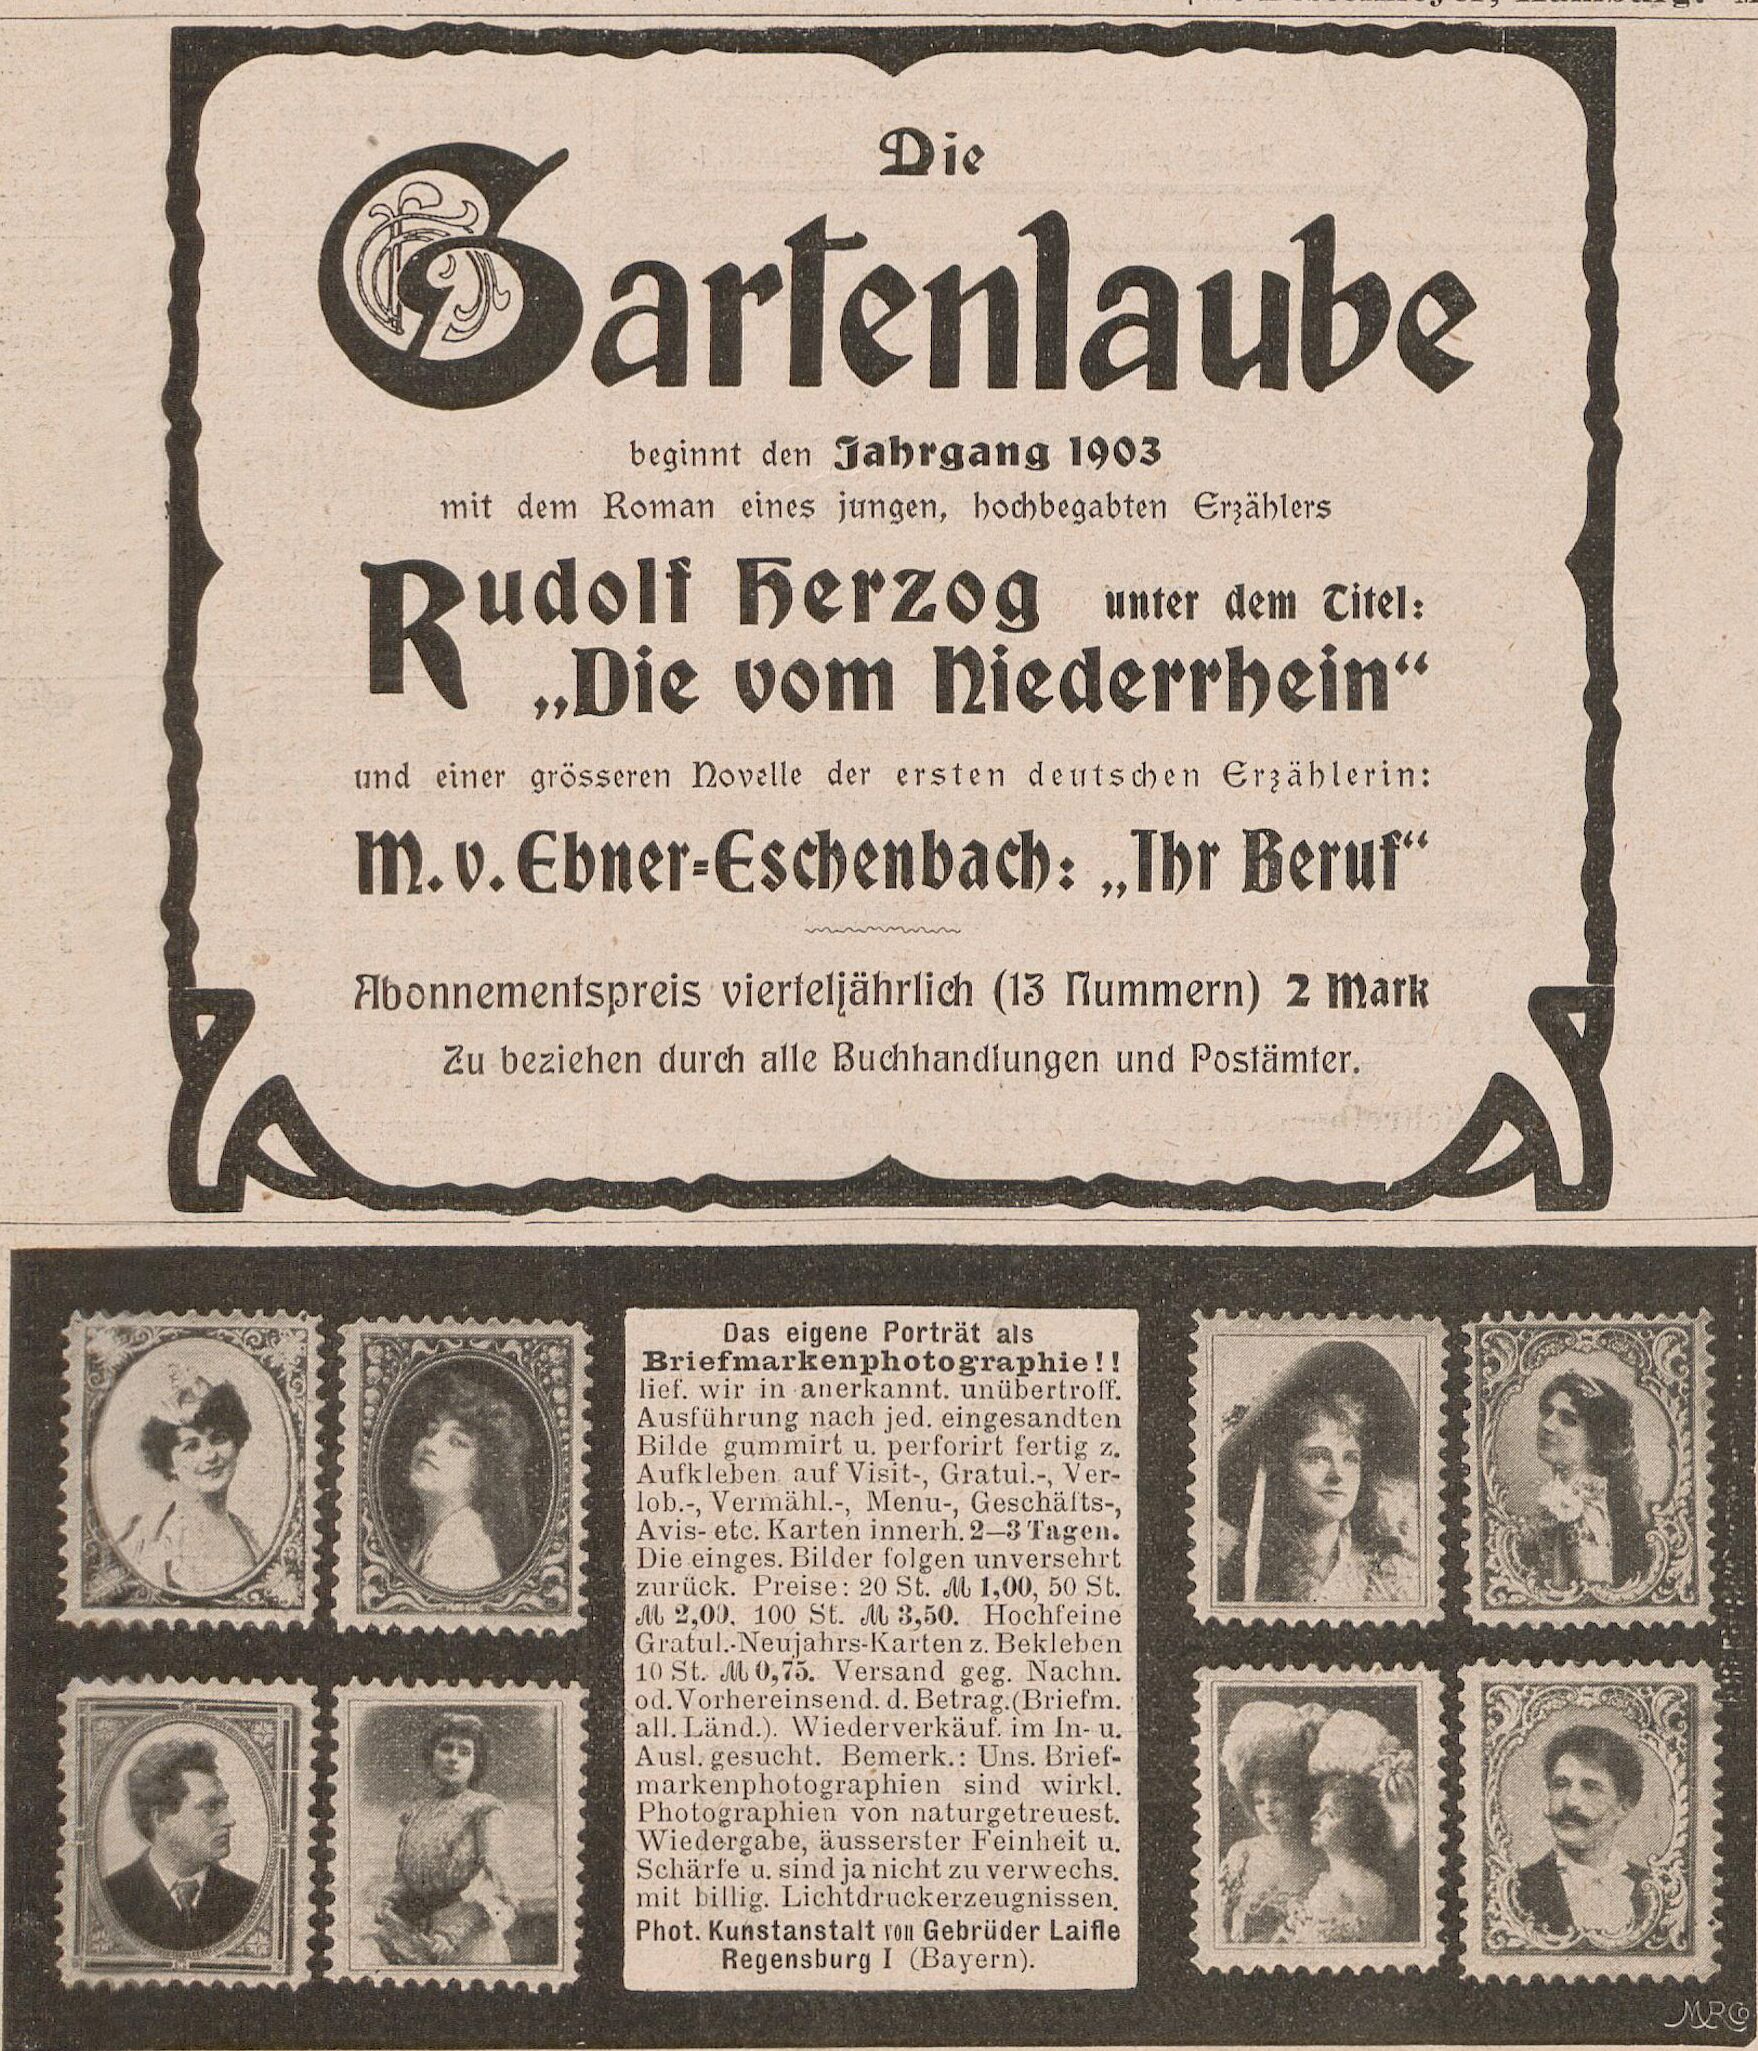 Die
Gartenlaube
beginnt den Jahrgang 1903
mit dem Roman eines jungen, hochbegabten Erzählers
Rudolf Herzog unter dem Titel:
„Die vom Niederrhein“
und einer grösseren Novelle der ersten deutschen Erzählerin:
M. v. Ebner-Eschenbach: „Ihr Beruf“
Abonnementspreis vierteljährlich (13 Nummern) 2 Mark
Zu beziehen durch alle Buchhandlungen und Postämter.
Das eigene Porträt als
Briefmarkenphotographie!!
lief. wir in anerkannt. unübertroff.
Ausführung nach jed. eingesandten
Bilde gummirt u. perforirt fertig z.
Aufkleben auf Visit-, Gratul.-, Ver-
lob.-, Vermähl.-, Menu-, Geschäfts-,
Avis- etc. Karten innerh. 2–3 Tagen.
Die einges. Bilder folgen unversehrt
zurück. Preise: 20 St. M 1,00, 50 St.
M 2,00, 100 St. M 3,50. Hochfeine
Gratul.-Neujahrs-Karten z. Bekleben
10 St. M 0,75. Versand geg. Nachn.
od. Vorhereinsend. d. Betrag. (Briefm.
all. Länd.). Wiederverkäuf. im In- u.
Ausl. gesucht. Bemerk.: Uns. Brief-
markenphotographien sind wirkl.
Photographien von naturgetreuest.
Wiedergabe, äusserster Feinheit u.
Schärfe u. sind ja nicht zu verwechs.
mit billig. Lichtdruckerzeugnissen.
Phot. Kunstanstalt von Gebrüder Laifle
Regensburg I (Bayern).
MRCo